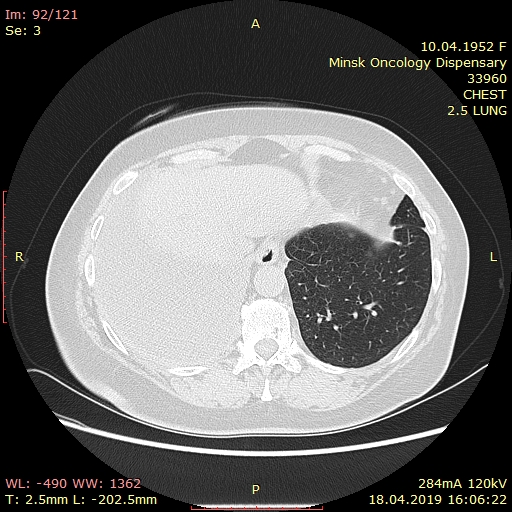 Im: 92/121
Se: 3
A
10.04.1952 F
Minsk Oncology Dispensary
33960
CHEST
2.5 LUNG
R
L
WL: -490 WW: 1362
T: 2.5mm L: -202.5mm
P
284mA 120kV
18.04.2019 16:06:22